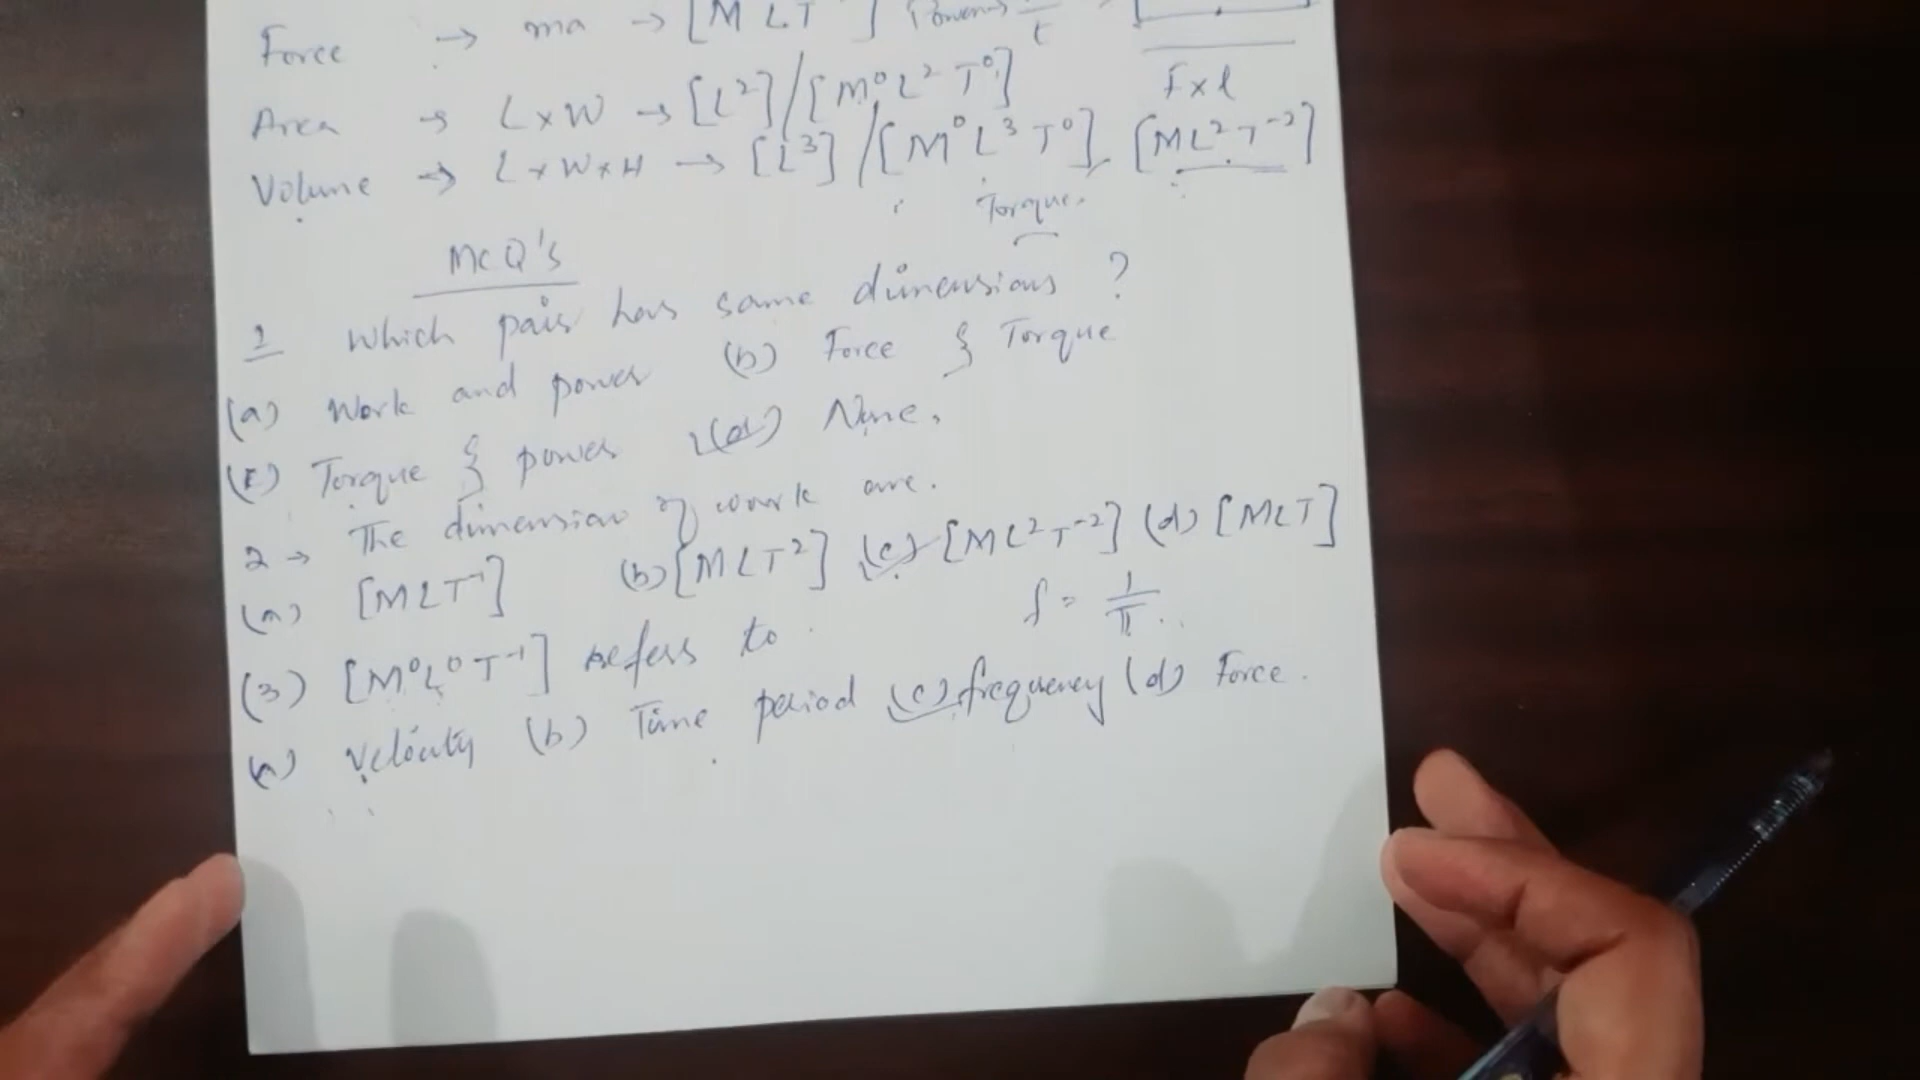 Force → ma → [MLT ] (Power) t
Area → L×W → [L²]/[M⁰L²T⁰] F×l
Volume → L×W×H → [L³]/[M⁰L³T⁰], [ML²T⁻²]
Torque.
McQ's
1 Which pair has same dimensions ?
(a) Work and power (b) Force & Torque
(c) Torque & power (d) None.
2 → The dimension of work are.
(a) [MLT⁻¹] (b) [MLT²] (c) [ML²T⁻²] (d) [MLT]
f = 1/T
(3) [M⁰L⁰T⁻¹] refers to
(a) Velocity (b) Time period (c) frequency (d) Force.